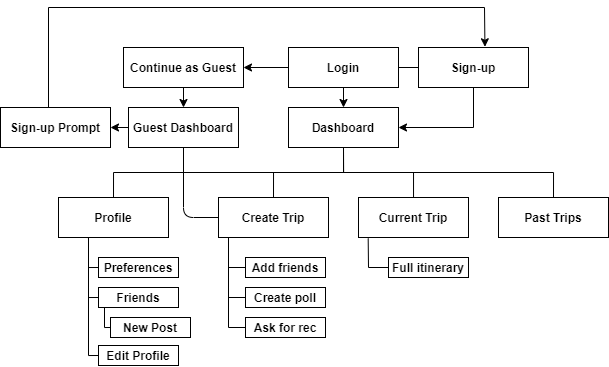 Continue as Guest
Login
Sign-up
Sign-up Prompt
Guest Dashboard
Dashboard
Profile
Create Trip
Current Trip
Past Trips
Preferences
Add friends
Full itinerary
Friends
Create poll
New Post
Ask for rec
Edit Profile